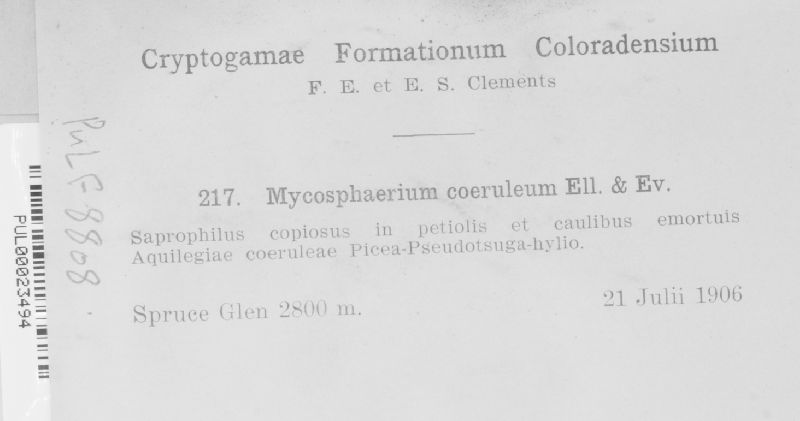 Cryptogamae Formationum Coloradensium
F. E. et E. S. Clements
217. Mycosphaerium coeruleum Ell. & Ev.
Saprophilus copiosus in petiolis et caulibus emortuis
Aquilegiae coeruleae Picea-Pseudotsuga-hylio.
Spruce Glen 2800 m. 21 Julii 1906
PUL F8808
PUL00023494